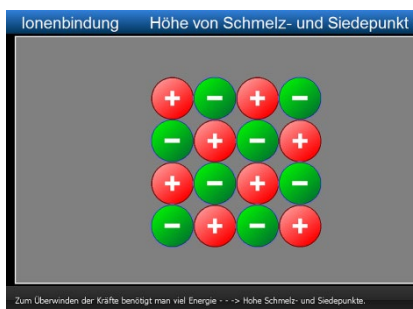 Ionenbindung Höhe von Schmelz- und Siedepunkt
+ − + −
− + − +
+ − + −
− + − +
Zum Überwinden der Kräfte benötigt man viel Energie - - -> Hohe Schmelz- und Siedepunkte.